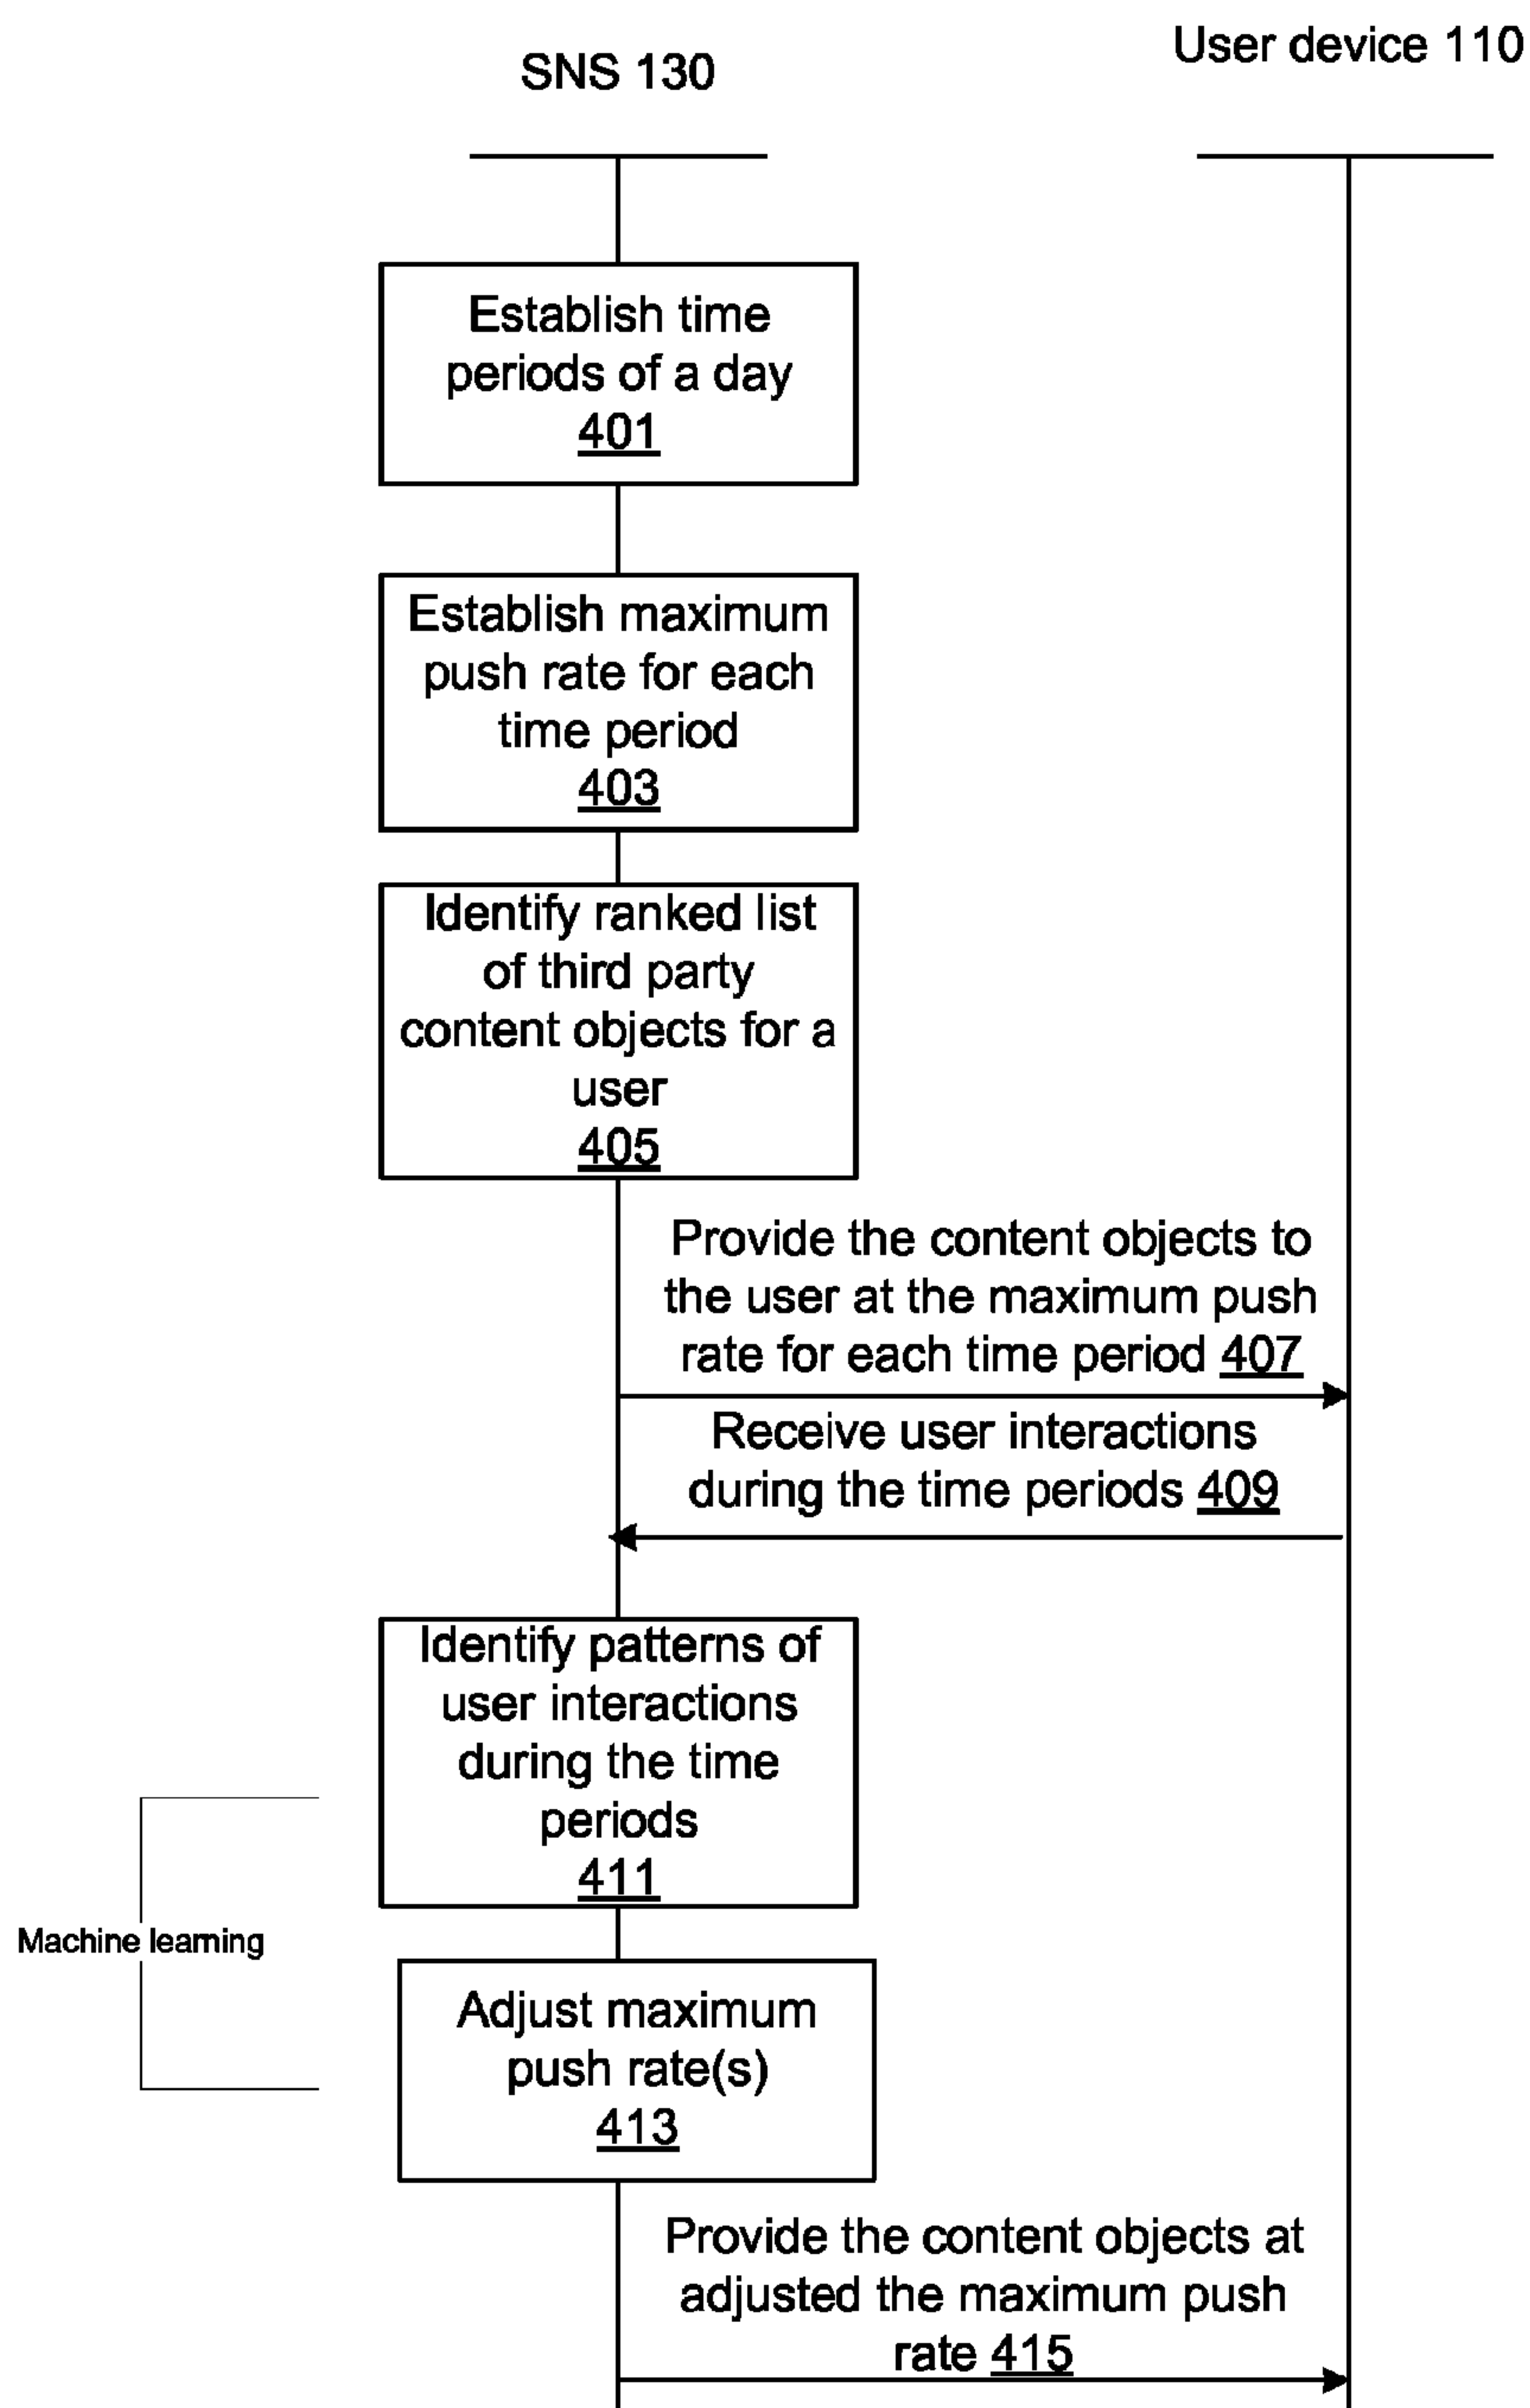 SNS 130
User device 110
Establish time
periods of a day
401
Establish maximum
push rate for each
time period
403
Identify ranked list
of third party
content objects for a
user
405
Provide the content objects to
the user at the maximum push
rate for each time period 407
Receive user interactions
during the time periods 409
Identify patterns of
user interactions
during the time
periods
411
Machine learning
Adjust maximum
push rate(s)
413
Provide the content objects at
adjusted the maximum push
rate 415